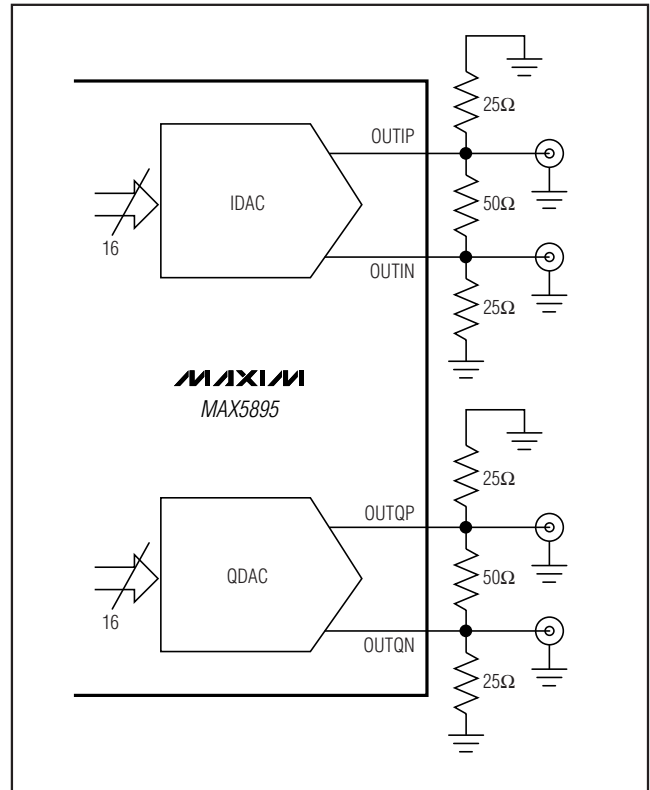 25Ω
OUTIP
50Ω
IDAC
16
OUTIN
25Ω
MAXIM
MAX5895
25Ω
OUTQP
50Ω
QDAC
16
OUTQN
25Ω